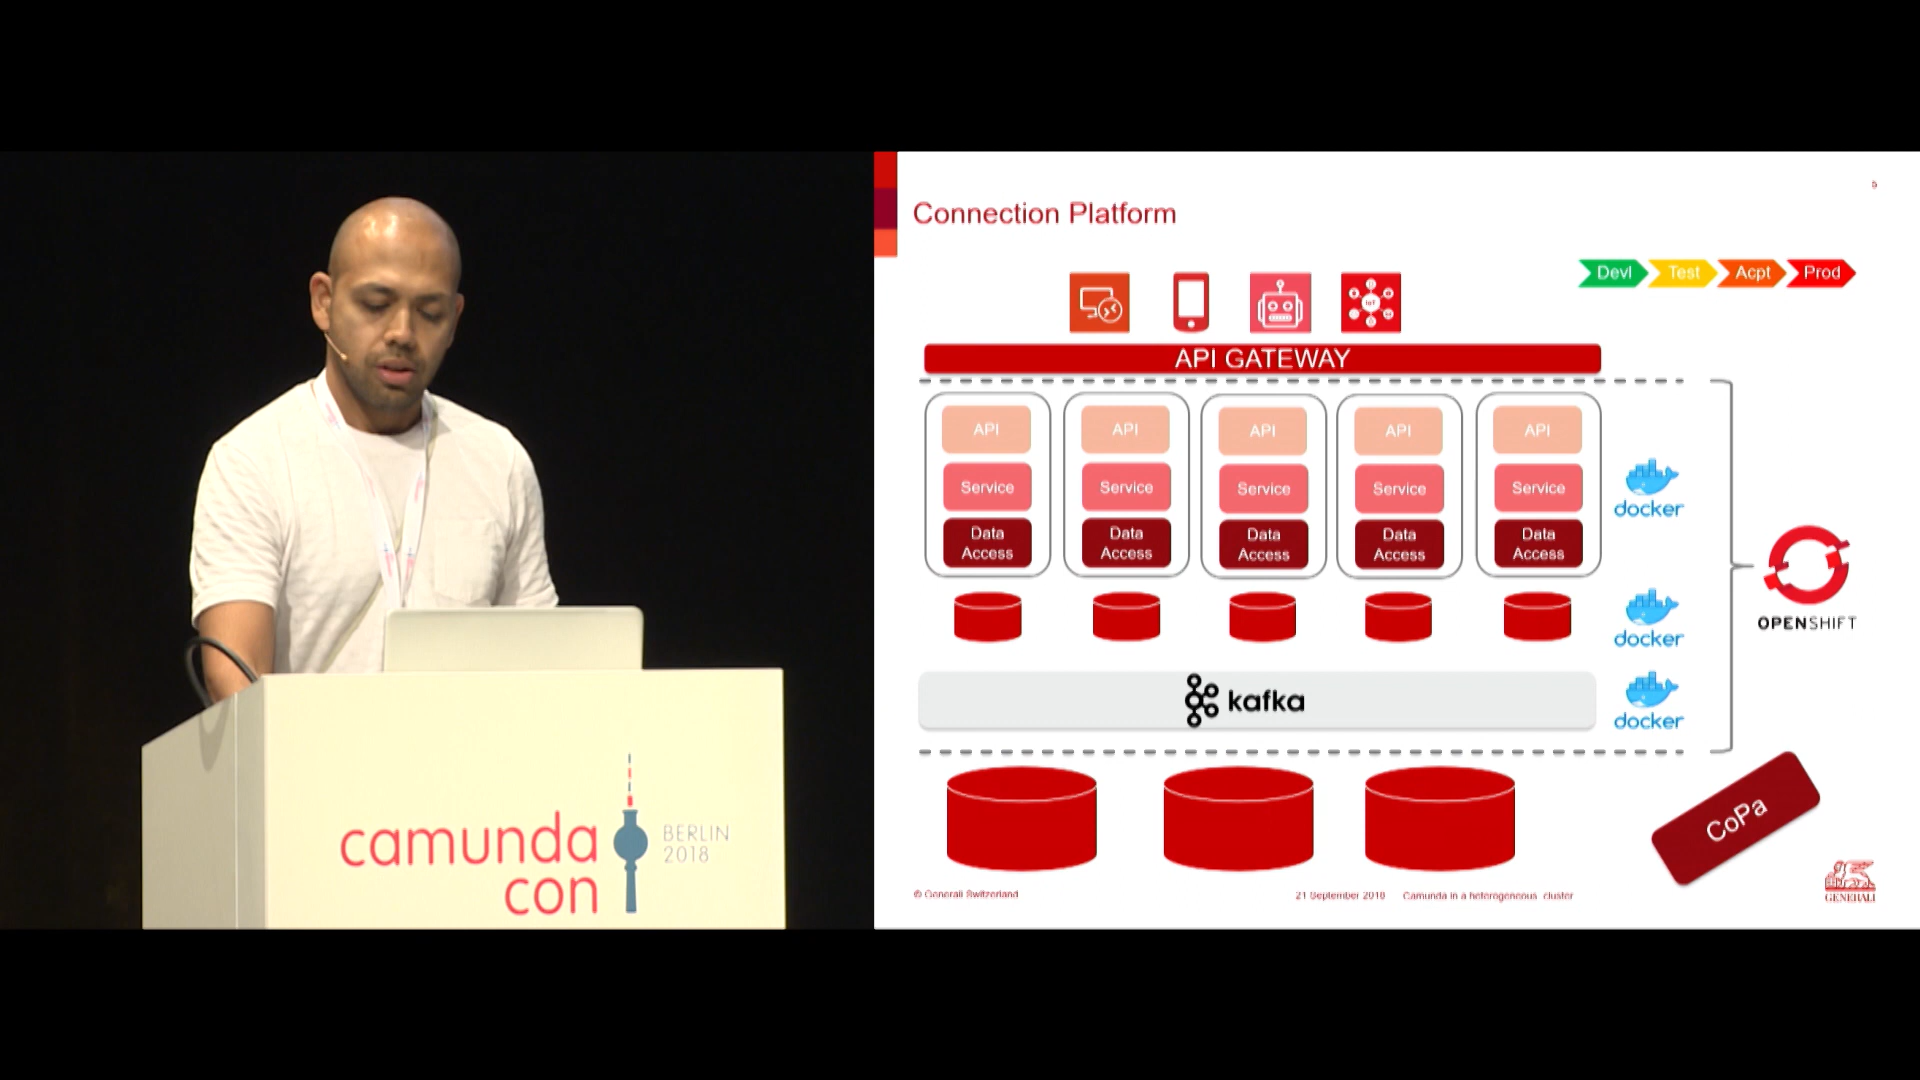 camunda
con
BERLIN
2018
Connection Platform
Devl Test Acpt Prod
IoT
API GATEWAY
API API API API API
Service Service Service Service Service
Data Access Data Access Data Access Data Access Data Access
docker
docker
kafka
docker
OPENSHIFT
CoPa
© Generali Switzerland
21 September 2018 Camunda in a heterogeneous cluster
GENERALI